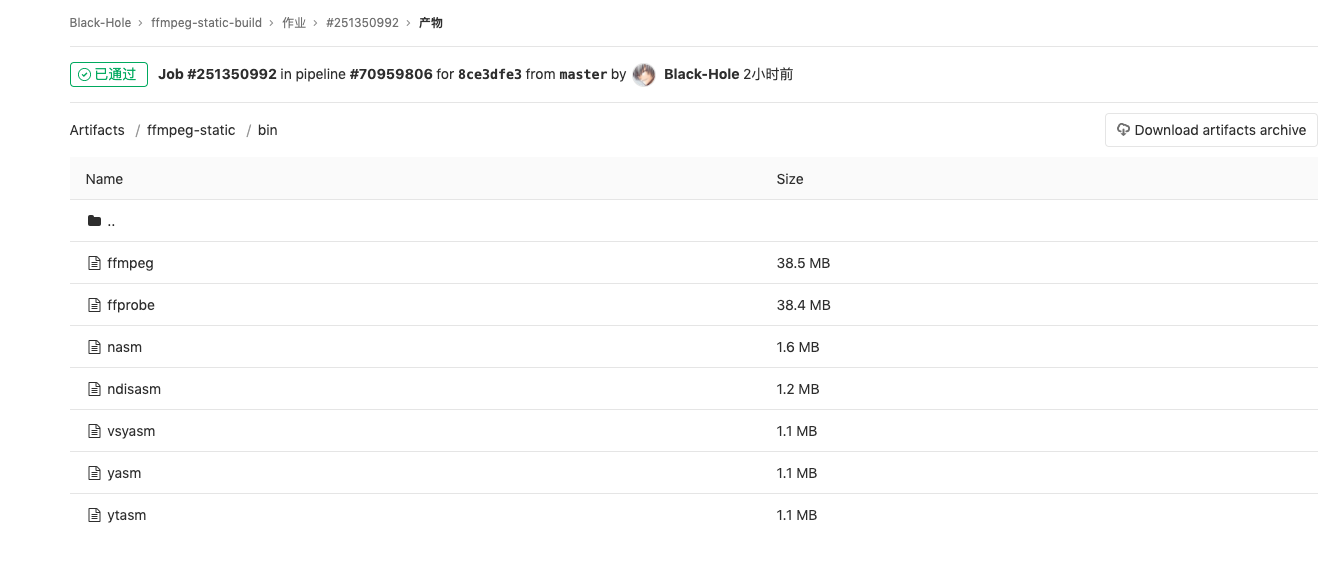 Black-Hole › ffmpeg-static-build › 作业 › #251350992 › 产物
已通过 Job #251350992 in pipeline #70959806 for 8ce3dfe3 from master by Black-Hole 2小时前
Artifacts / ffmpeg-static / bin Download artifacts archive
Name Size
..
ffmpeg 38.5 MB
ffprobe 38.4 MB
nasm 1.6 MB
ndisasm 1.2 MB
vsyasm 1.1 MB
yasm 1.1 MB
ytasm 1.1 MB